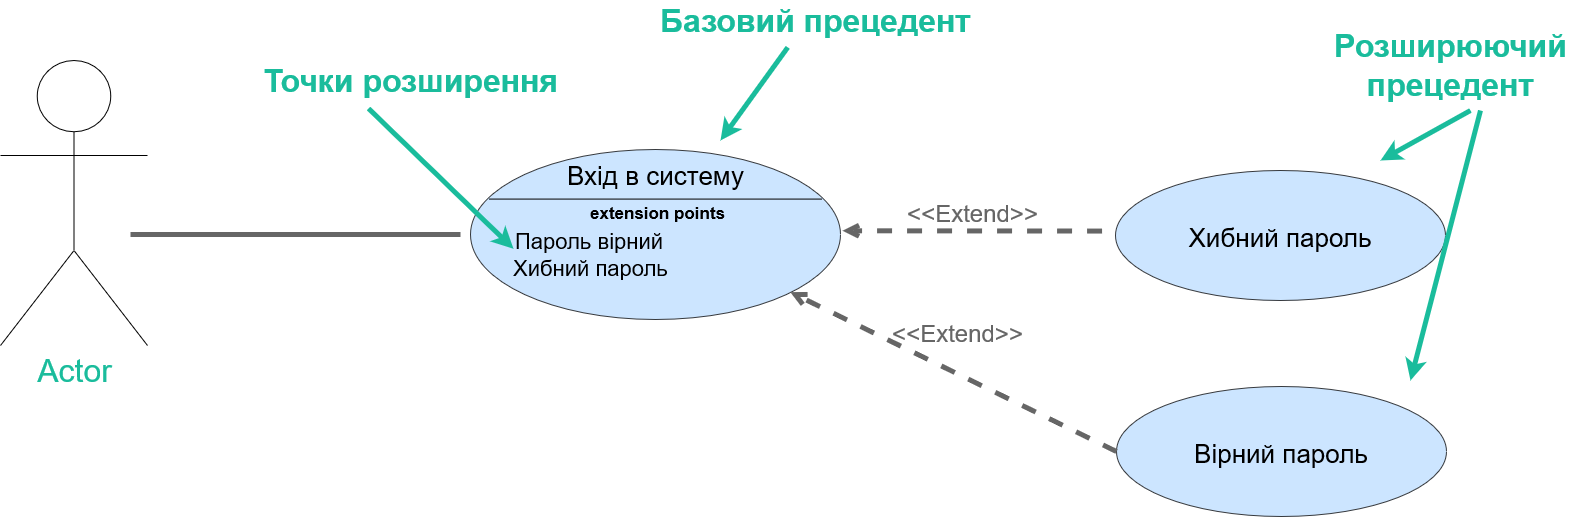 Базовий прецедент
Розширюючий
прецедент
Точки розширення
Вхід в систему
extension points
Пароль вірний
Хибний пароль
<<Extend>>
Хибний пароль
<<Extend>>
Actor
Вірний пароль